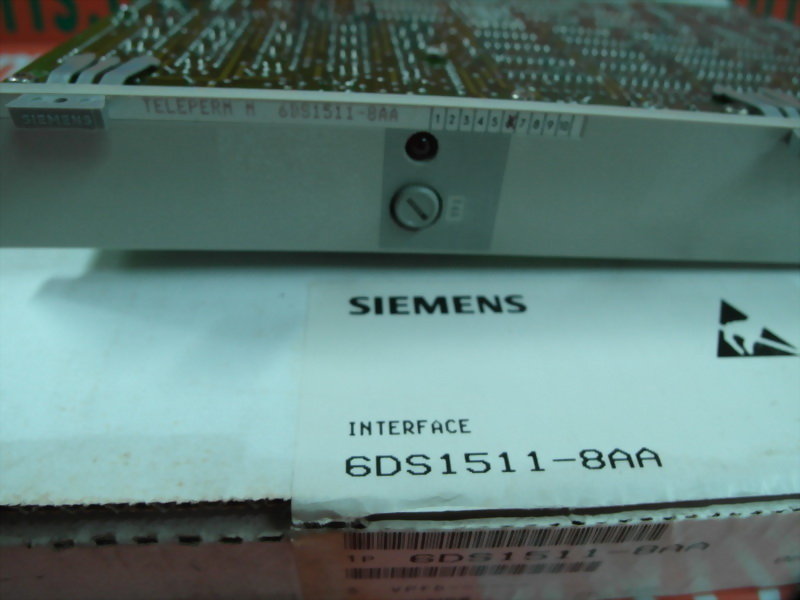 SIEMENS
TELEPERM M 6DS1511-8AA
1 2 3 4 5 7 8 9 10
SIEMENS
INTERFACE
6DS1511-8AA
1P 6DS1511-8AA